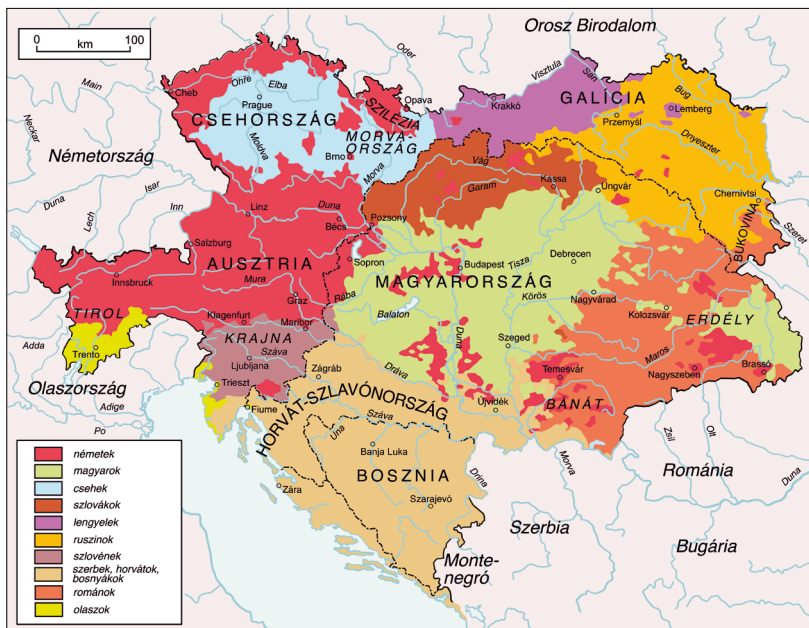 0
100
km
Orosz Birodalom
Oder
Main
Cheb
Ohře
Elba
Prague
CSEHORSZÁG
SZILÉZIA
Opava
Visztula
San
Krakkó
GALÍCIA
Bug
Lemberg
Przemyśl
Neckar
Moldva
MORVA-
ORSZÁG
Brno
Morva
Dnyeszter
Németország
Vág
Garam
Kassa
Ungvár
Chernivtsi
Duna
Lech
Isar
Inn
Linz
Duna
Bécs
Pozsony
BUKOVINA
Szeret
Salzburg
AUSZTRIA
Sopron
Budapest
Tisza
Debrecen
MAGYARORSZÁG
Innsbruck
Mura
Graz
Rába
Körös
Nagyvárad
TIROL
Klagenfurt
Maribor
Balaton
Kolozsvár
ERDÉLY
KRAJNA
Adda
Trento
Ljubljana
Száva
Duna
Szeged
Maros
Olaszország
Trieszt
Zágráb
Dráva
Temesvár
Nagyszeben
Brassó
Adige
Fiume
HORVÁT-SZLAVÓNORSZÁG
Száva
Újvidék
BÁNÁT
Po
Una
Banja Luka
Morva
Zsil
Olt
BOSZNIA
Drina
Románia
Duna
Zára
Szarajevó
Szerbia
Bugária
Monte-
negró
németek
magyarok
csehek
szlovákok
lengyelek
ruszinok
szlovének
szerbek, horvátok,
bosnyákok
románok
olaszok